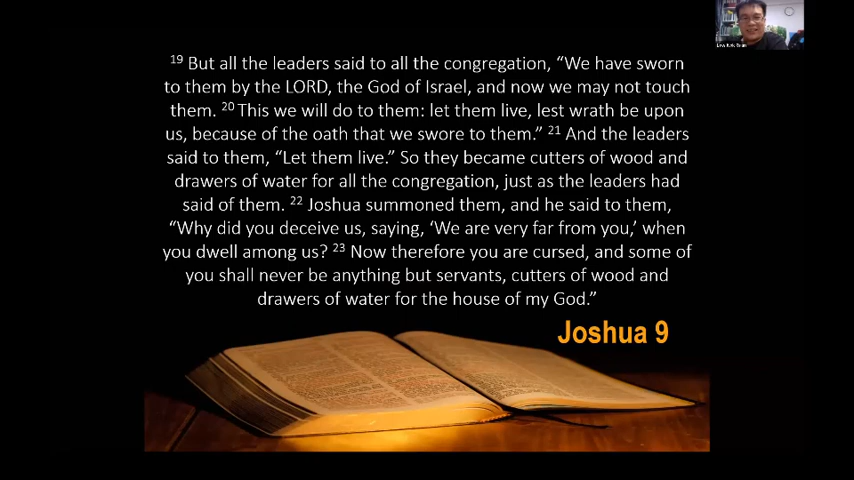 19 But all the leaders said to all the congregation, “We have sworn
to them by the LORD, the God of Israel, and now we may not touch
them. 20 This we will do to them: let them live, lest wrath be upon
us, because of the oath that we swore to them.” 21 And the leaders
said to them, “Let them live.” So they became cutters of wood and
drawers of water for all the congregation, just as the leaders had
said of them. 22 Joshua summoned them, and he said to them,
“Why did you deceive us, saying, ‘We are very far from you,’ when
you dwell among us? 23 Now therefore you are cursed, and some of
you shall never be anything but servants, cutters of wood and
drawers of water for the house of my God.”
Joshua 9